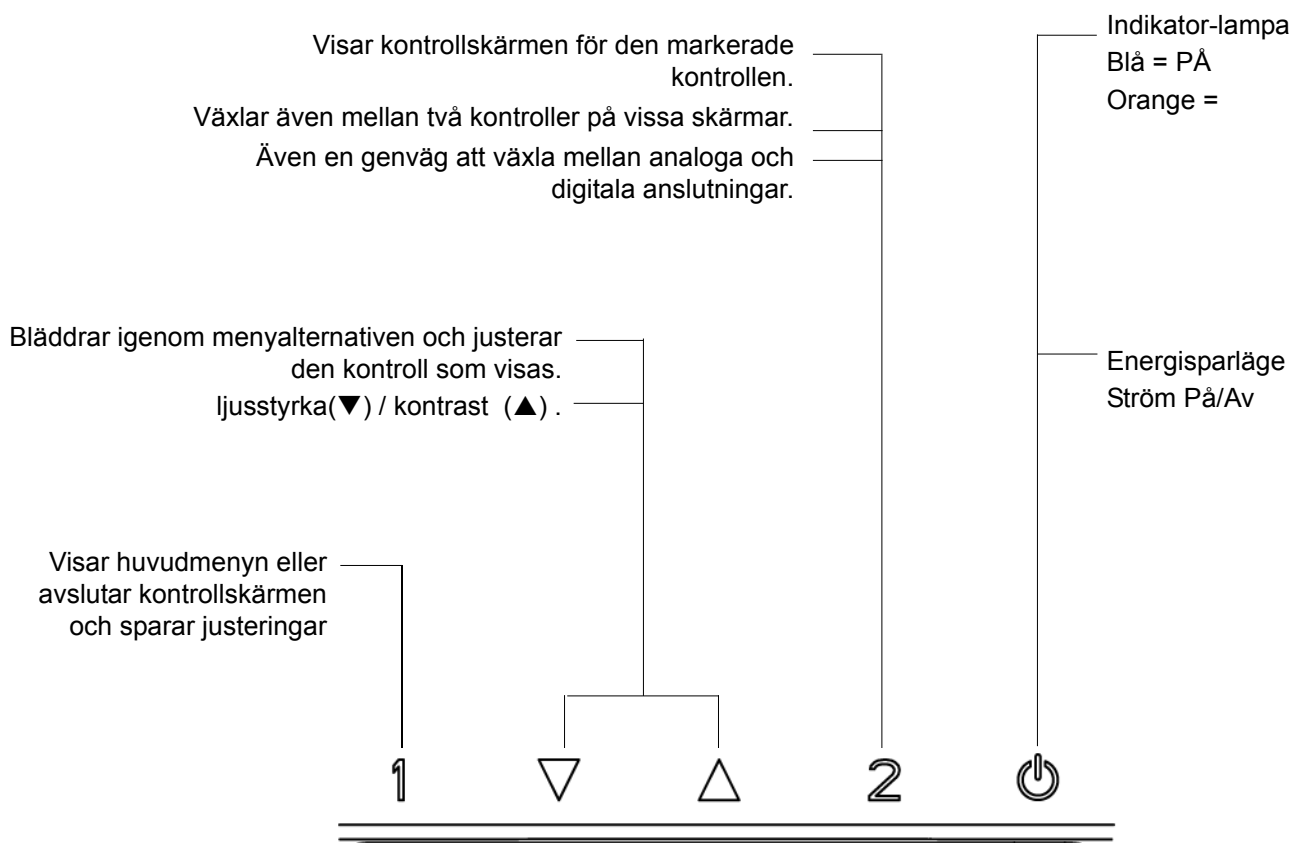 Visar kontrollskärmen för den markerade
kontrollen.
Växlar även mellan två kontroller på vissa skärmar.
Även en genväg att växla mellan analoga och
digitala anslutningar.
Indikator-lampa
Blå = PÅ
Orange =
Energisparläge
Ström På/Av
Bläddrar igenom menyalternativen och justerar
den kontroll som visas.
ljusstyrka(▼) / kontrast (▲) .
Visar huvudmenyn eller
avslutar kontrollskärmen
och sparar justeringar
1 ▽ △ 2 ⏻